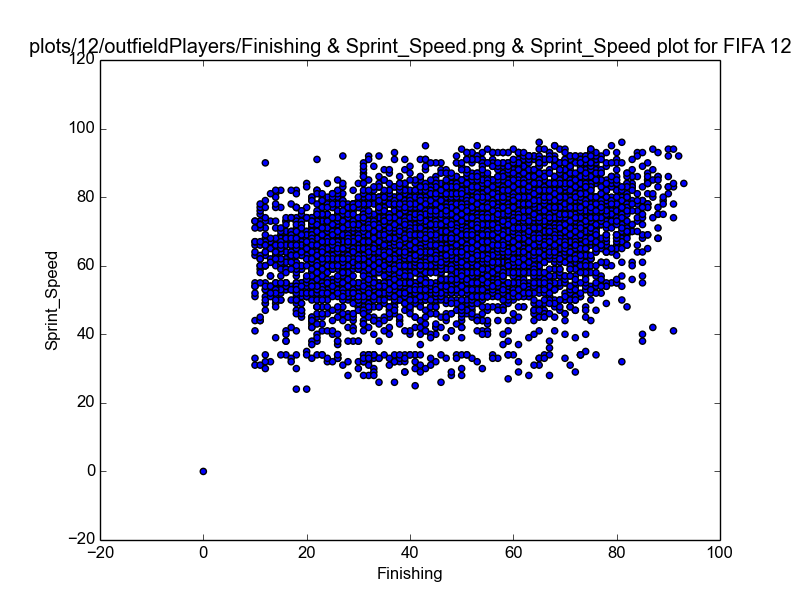 plots/12/outfieldPlayers/Finishing & Sprint_Speed.png & Sprint_Speed plot for FIFA 12
120
100
80
60
40
20
0
−20
Sprint_Speed
−20 0 20 40 60 80 100
Finishing